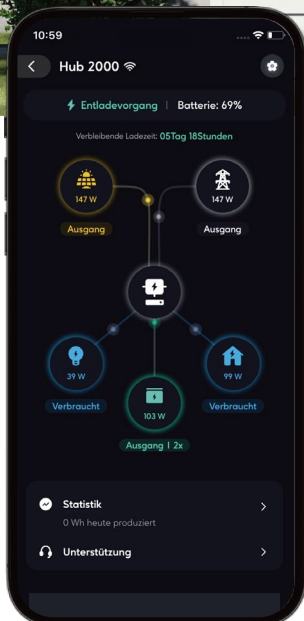 10:59
Hub 2000
Entladevorgang | Batterie: 69%
Verbleibende Ladezeit: 05Tag 18Stunden
147 W
147 W
Ausgang
Ausgang
39 W
99 W
Verbraucht
103 W
Verbraucht
Ausgang | 2x
Statistik
0 Wh heute produziert
Unterstützung